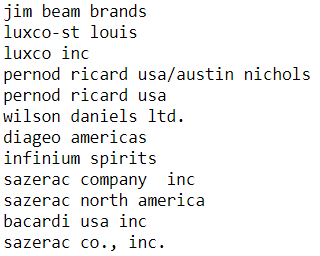 jim beam brands
luxco-st louis
luxco inc
pernod ricard usa/austin nichols
pernod ricard usa
wilson daniels ltd.
diageo americas
infinium spirits
sazerac company  inc
sazerac north america
bacardi usa inc
sazerac co., inc.